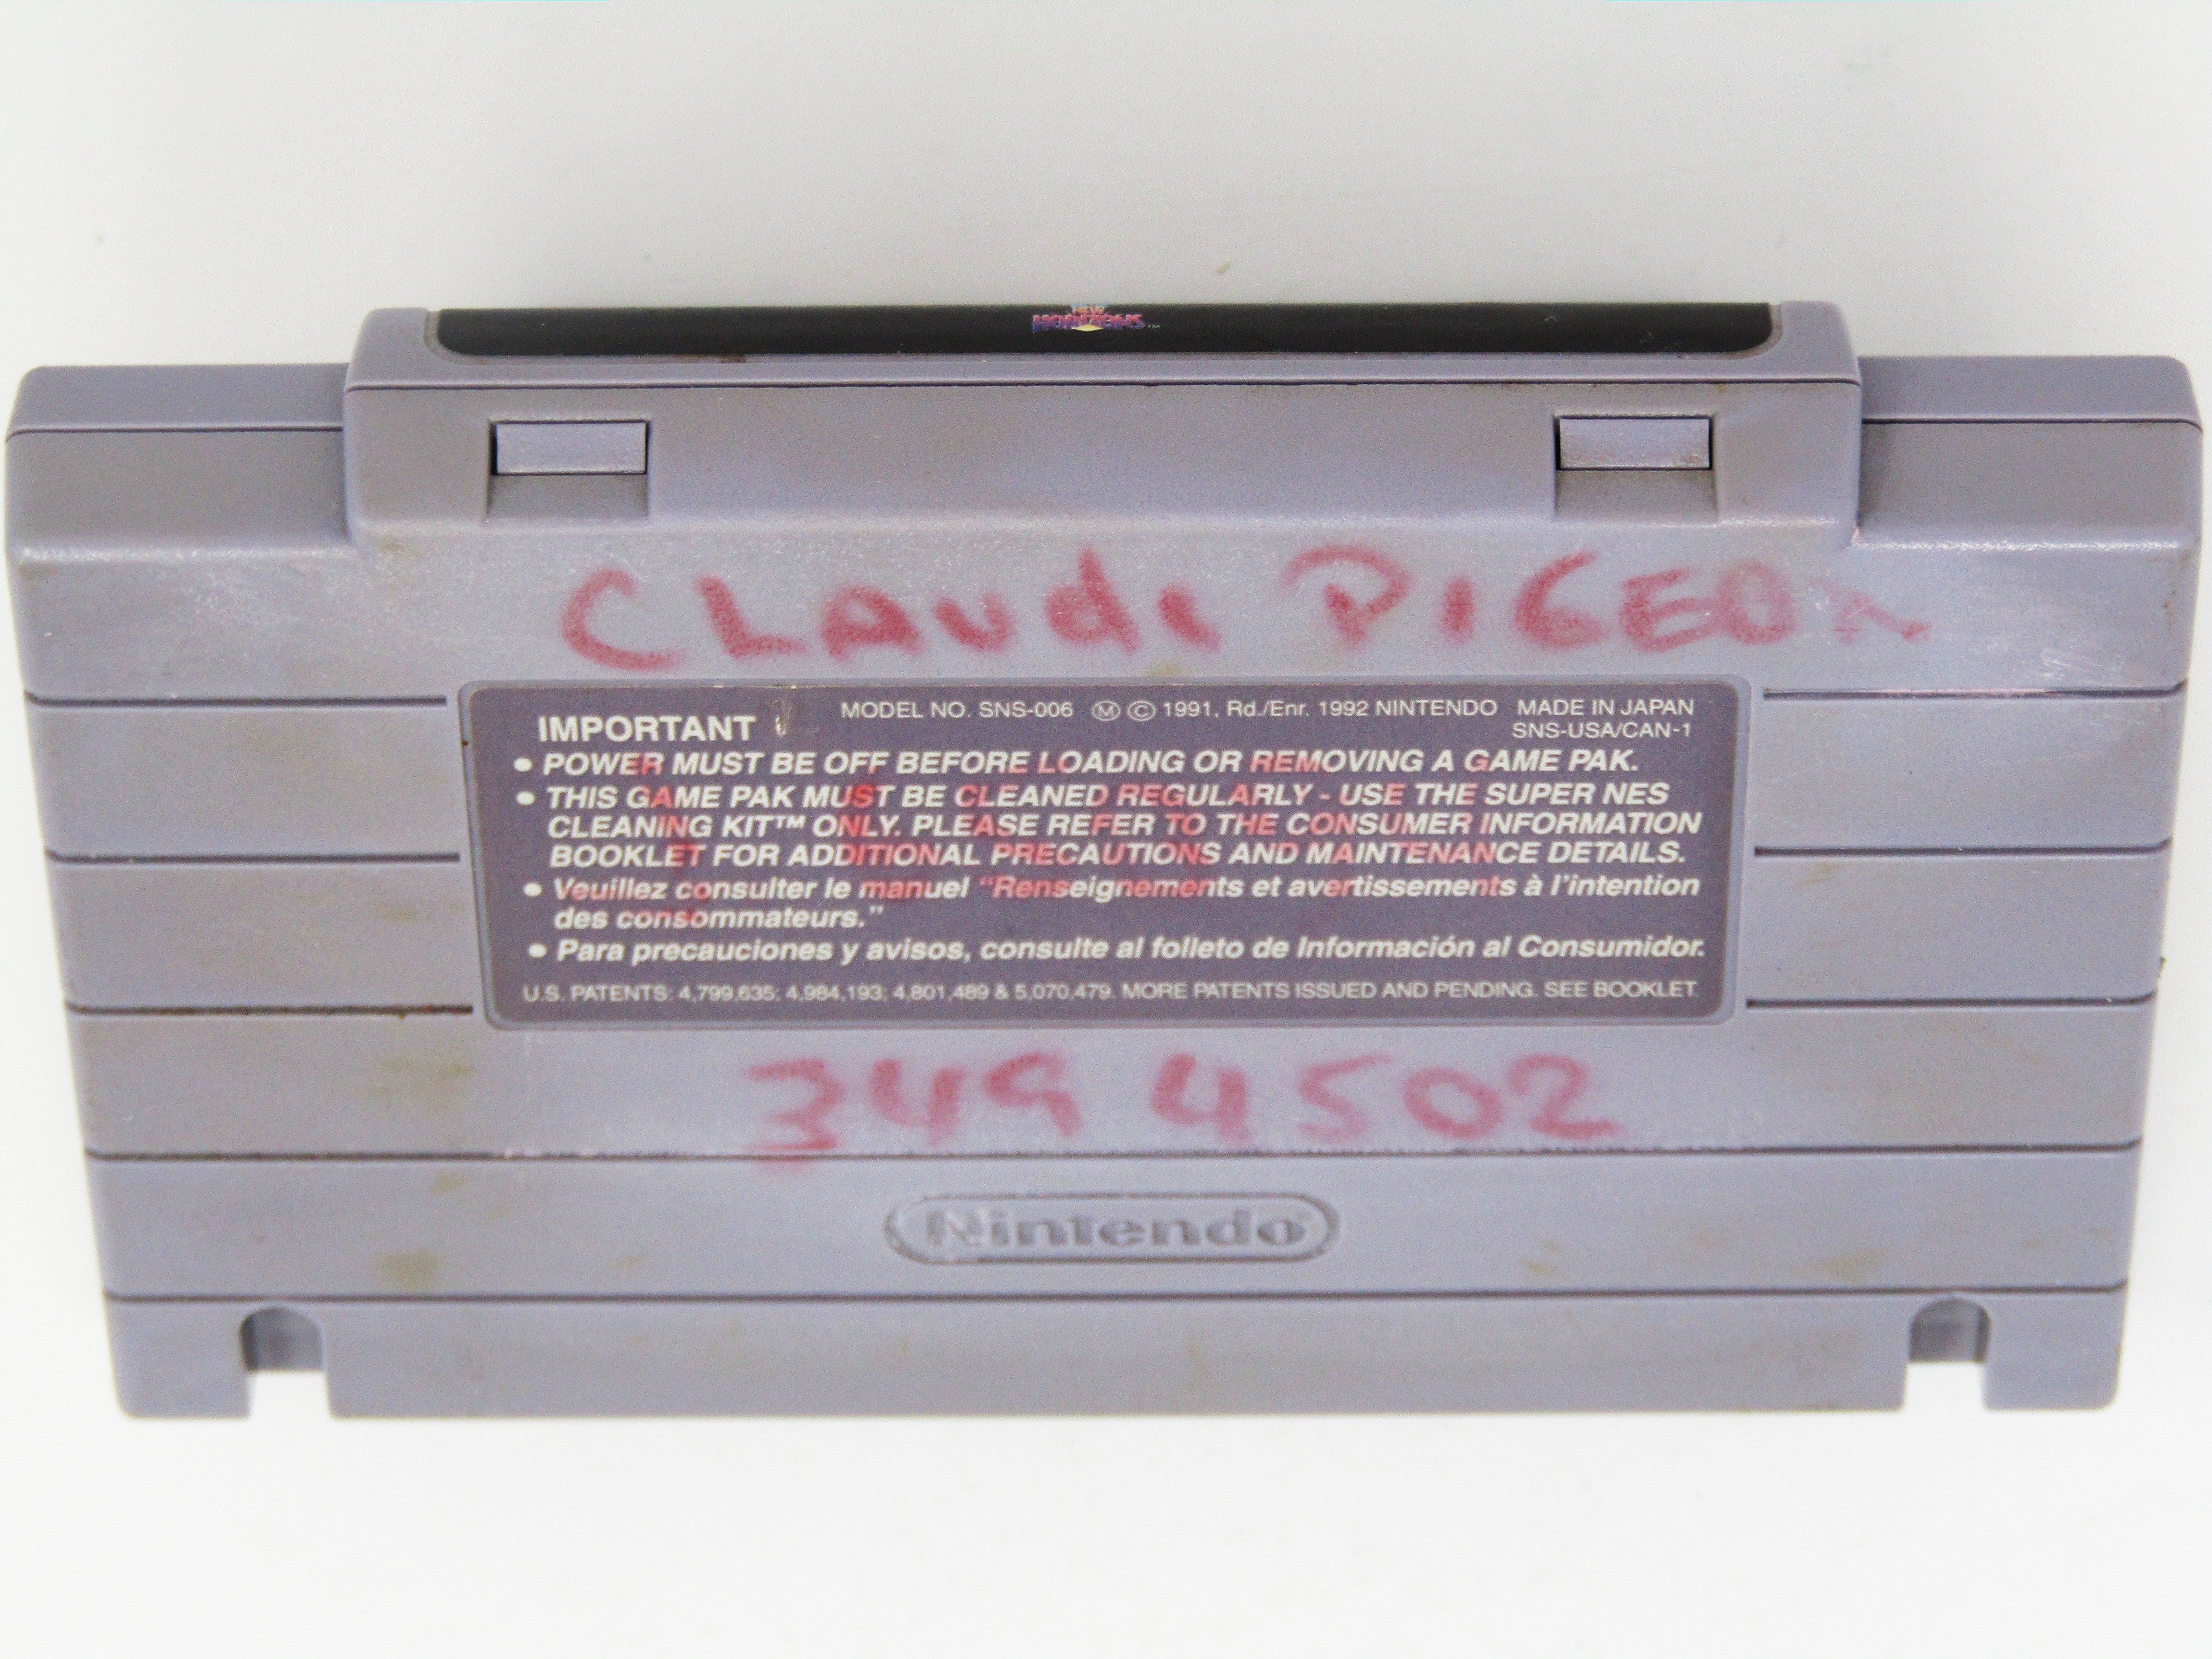 NEW
HORIZONS™
CLAUdi PIGEON
IMPORTANT
MODEL NO. SNS-006 Ⓜ © 1991, Rd./Enr. 1992 NINTENDO MADE IN JAPAN
SNS-USA/CAN-1
• POWER MUST BE OFF BEFORE LOADING OR REMOVING A GAME PAK.
• THIS GAME PAK MUST BE CLEANED REGULARLY - USE THE SUPER NES
CLEANING KIT™ ONLY. PLEASE REFER TO THE CONSUMER INFORMATION
BOOKLET FOR ADDITIONAL PRECAUTIONS AND MAINTENANCE DETAILS.
• Veuillez consulter le manuel “Renseignements et avertissements à l’intention
des consommateurs.”
• Para precauciones y avisos, consulte al folleto de Información al Consumidor.
U.S. PATENTS: 4,799,635; 4,984,193; 4,801,489 & 5,070,479. MORE PATENTS ISSUED AND PENDING. SEE BOOKLET.
349 4502
Nintendo